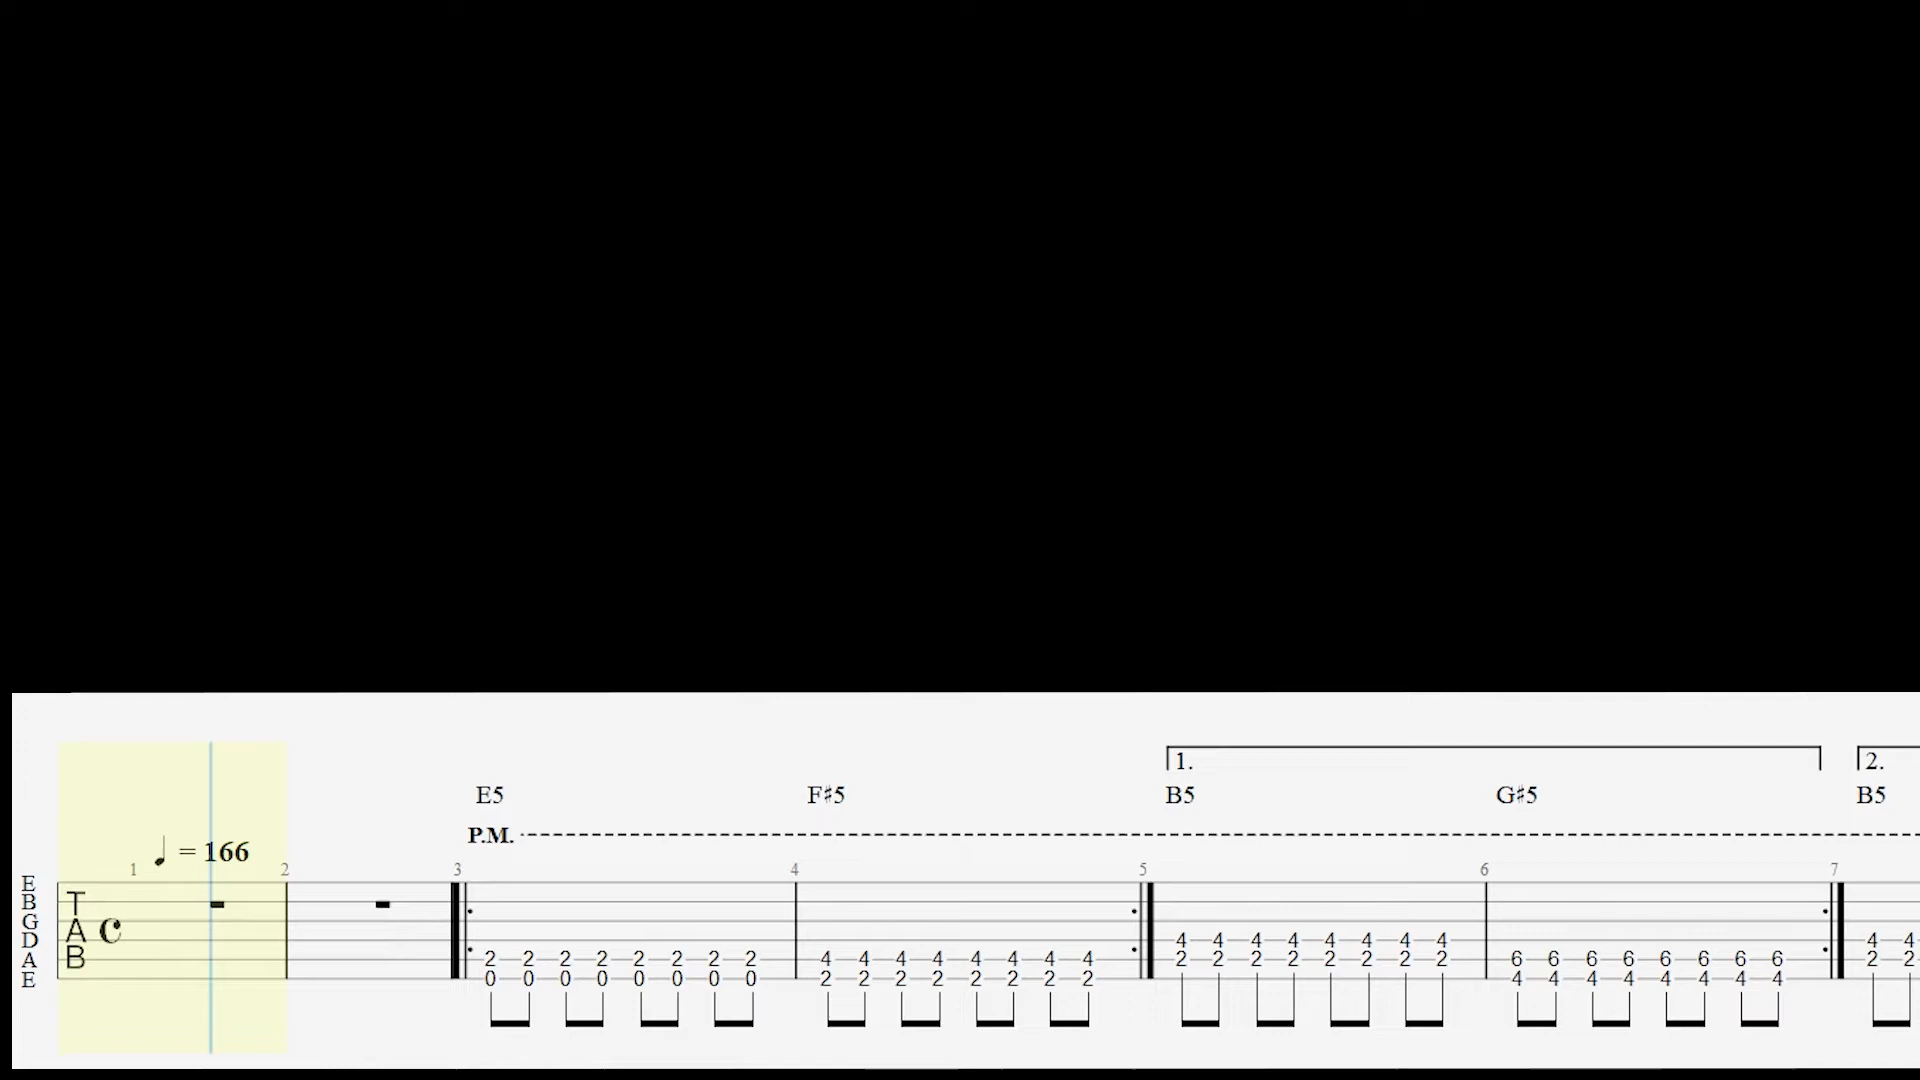 1. 2.
E5 F♯5 B5 G♯5 B5
P.M.
♩ = 166
1 2 3 4 5 6 7
E
B
G
D 4 4 4 4 4 4 4 4 4 4
A 2 2 2 2 2 2 2 2 4 4 4 4 4 4 4 4 2 2 2 2 2 2 2 2 6 6 6 6 6 6 6 6 2 2
E 0 0 0 0 0 0 0 0 2 2 2 2 2 2 2 2 4 4 4 4 4 4 4 4
T
A
B
C